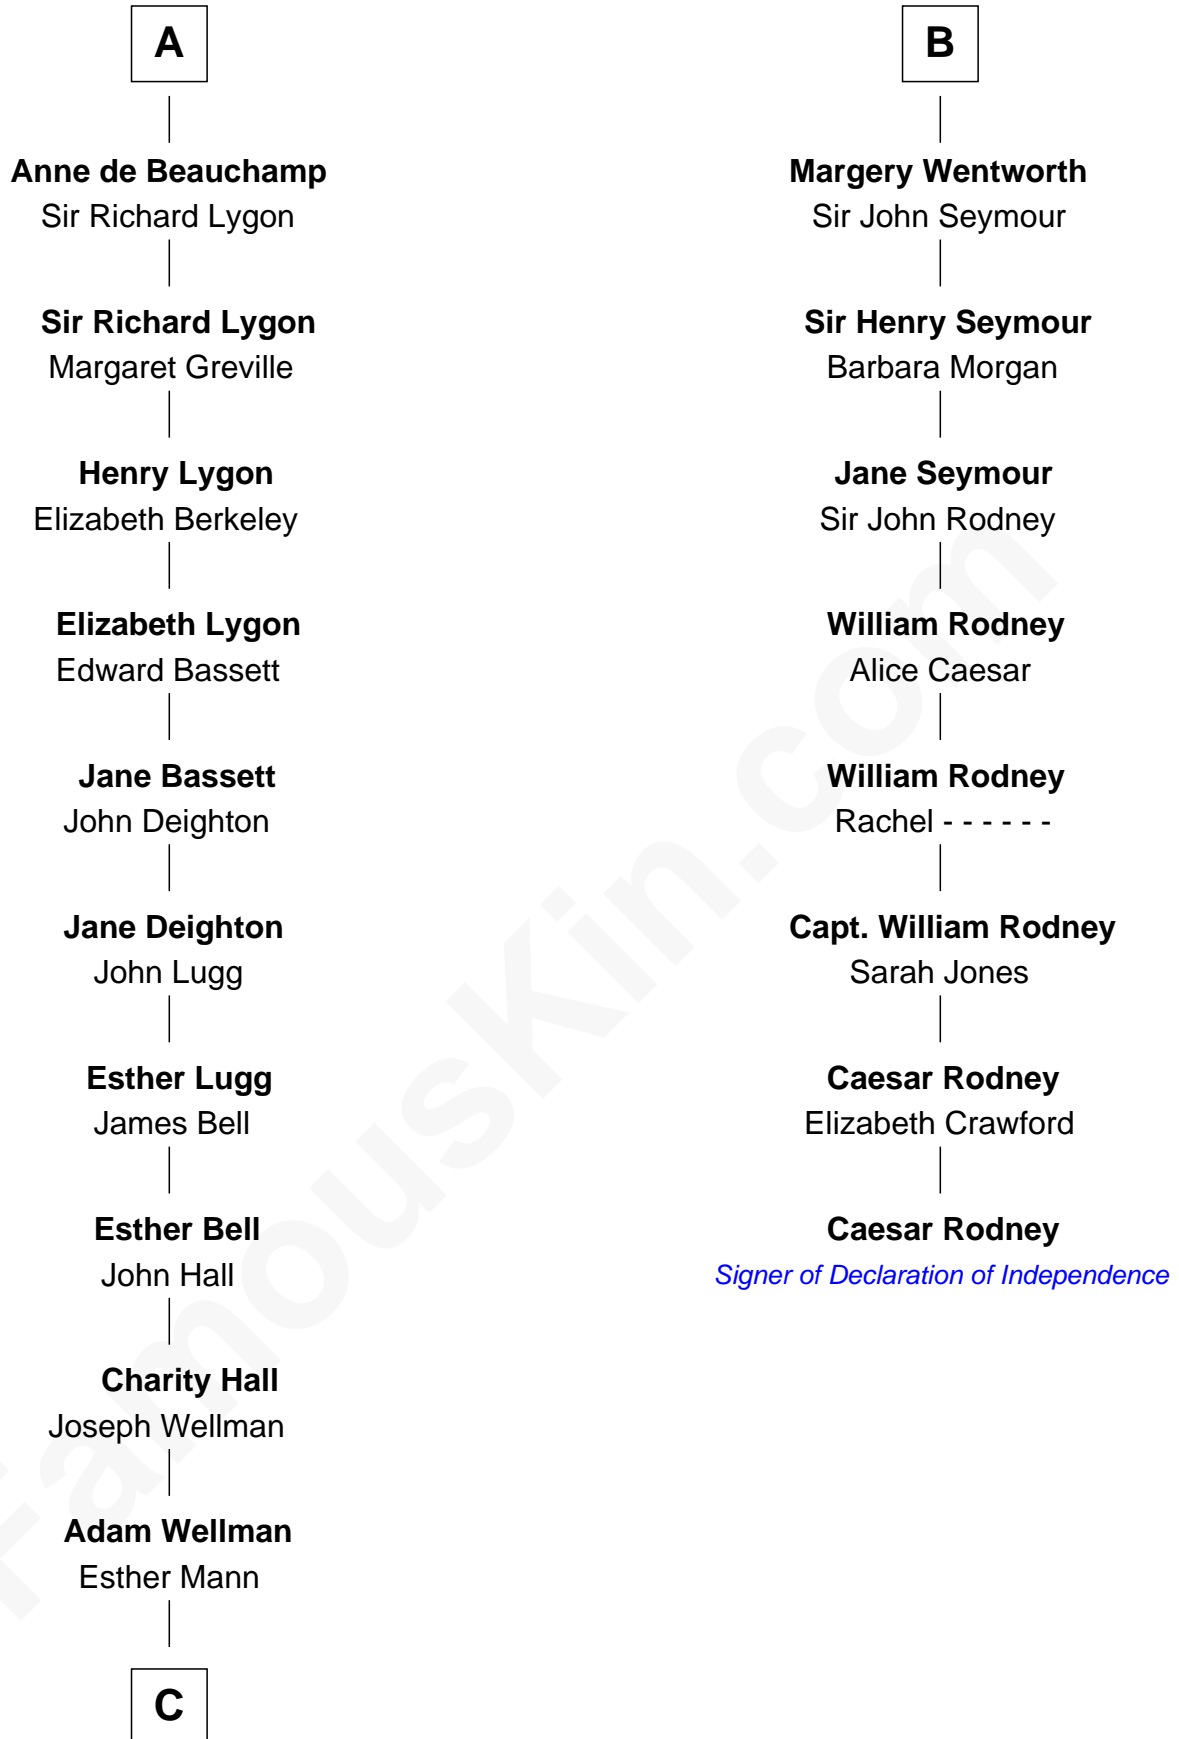 A
Anne de Beauchamp
Sir Richard Lygon
Sir Richard Lygon
Margaret Greville
Henry Lygon
Elizabeth Berkeley
Elizabeth Lygon
Edward Bassett
Jane Bassett
John Deighton
Jane Deighton
John Lugg
Esther Lugg
James Bell
Esther Bell
John Hall
Charity Hall
Joseph Wellman
Adam Wellman
Esther Mann
C
B
Margery Wentworth
Sir John Seymour
Sir Henry Seymour
Barbara Morgan
Jane Seymour
Sir John Rodney
William Rodney
Alice Caesar
William Rodney
Rachel - - - - - -
Capt. William Rodney
Sarah Jones
Caesar Rodney
Elizabeth Crawford
Caesar Rodney
Signer of Declaration of Independence
FamousKin.com